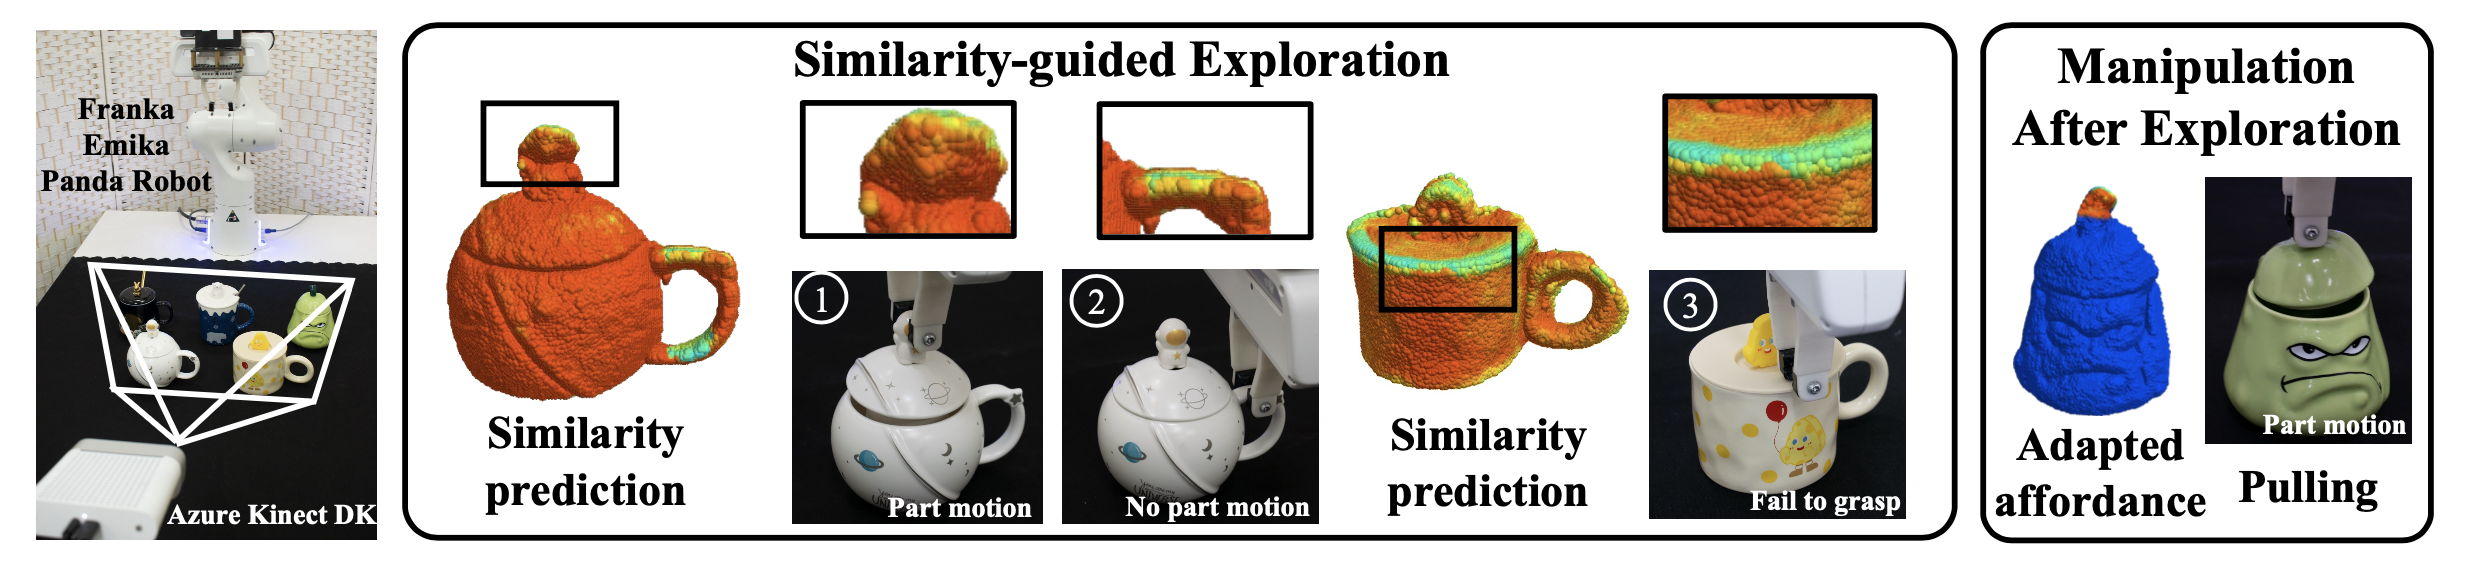 Franka
Emika
Panda Robot
Azure Kinect DK
Similarity-guided Exploration
Similarity
prediction
1
Part motion
2
No part motion
Similarity
prediction
3
Fail to grasp
Manipulation
After Exploration
Adapted
affordance
Part motion
Pulling